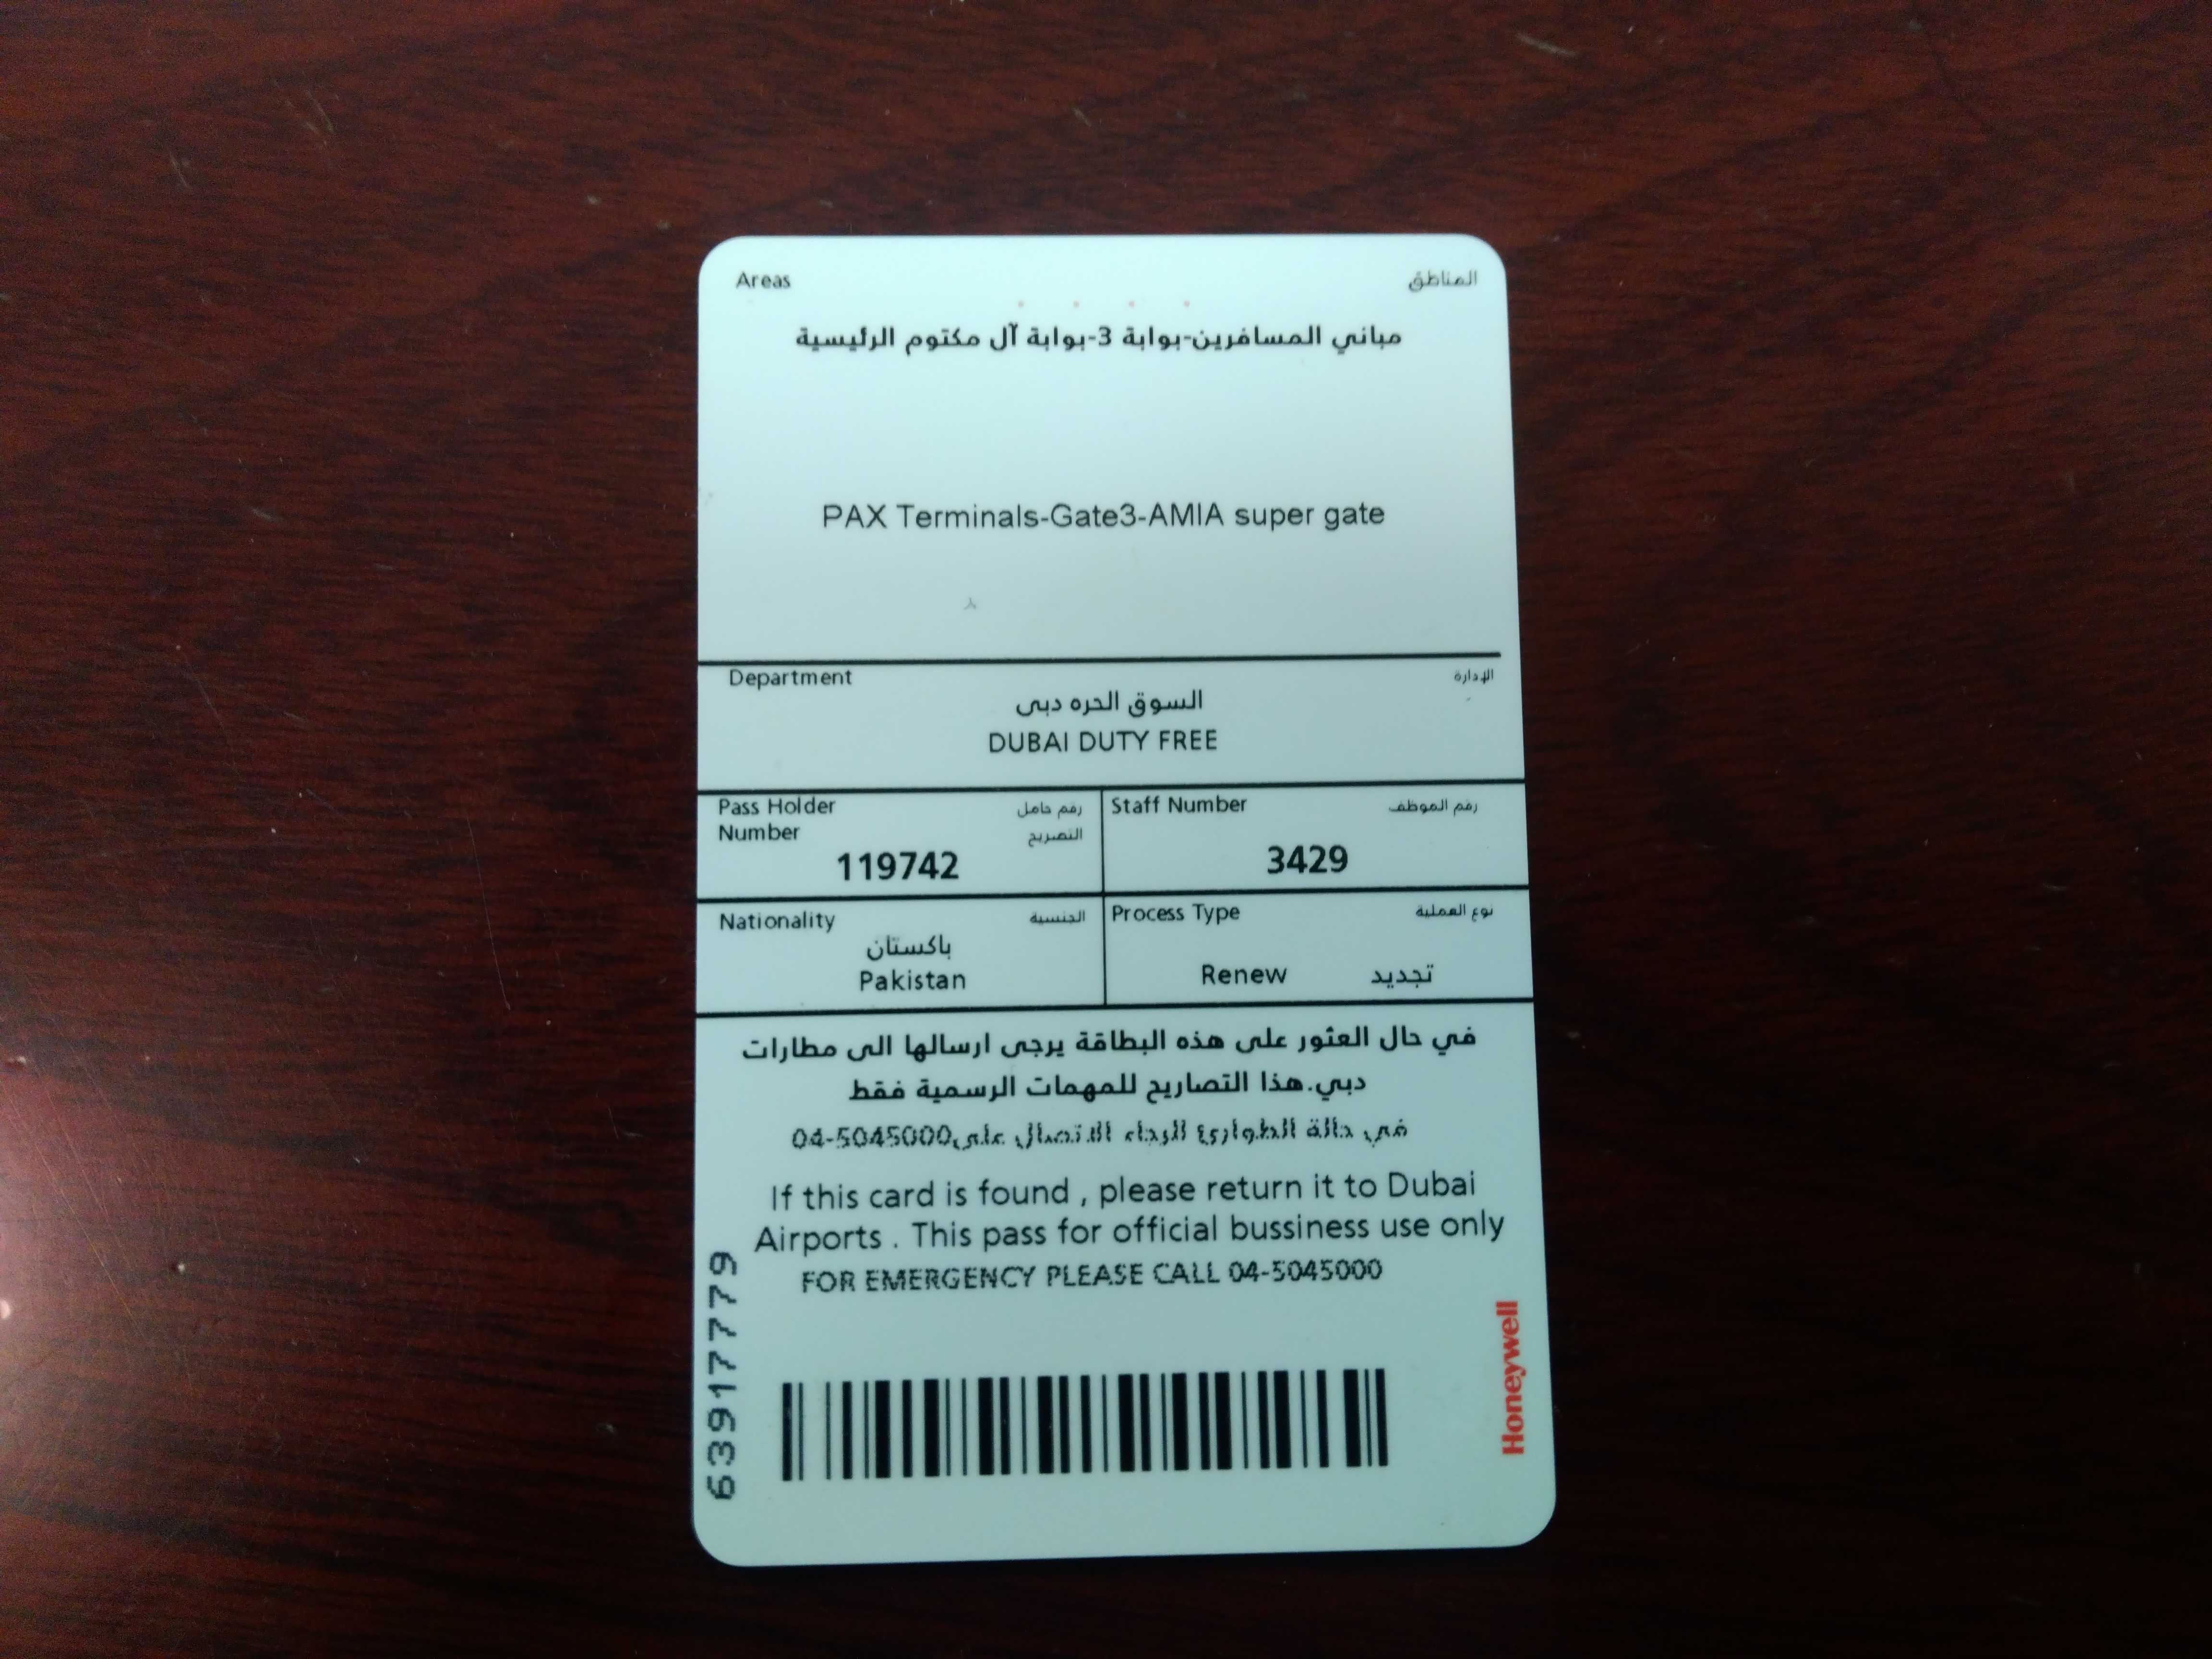 Areas المناطق
مباني المسافرين-بوابة 3-بوابة آل مكتوم الرئيسية
PAX Terminals-Gate3-AMIA super gate
Department الإدارة
السوق الحره دبى
DUBAI DUTY FREE
Pass Holder رقم حامل
Number التصريح
119742
Staff Number رقم الموظف
3429
Nationality الجنسية
باكستان
Pakistan
Process Type نوع العملية
Renew تجديد
في حال العثور على هذه البطاقة يرجى ارسالها الى مطارات
دبي.هذا التصاريح للمهمات الرسمية فقط
في حالة الطوارئ الرجاء الاتصال على04-5045000
If this card is found , please return it to Dubai
Airports . This pass for official bussiness use only
FOR EMERGENCY PLEASE CALL 04-5045000
63917779
Honeywell